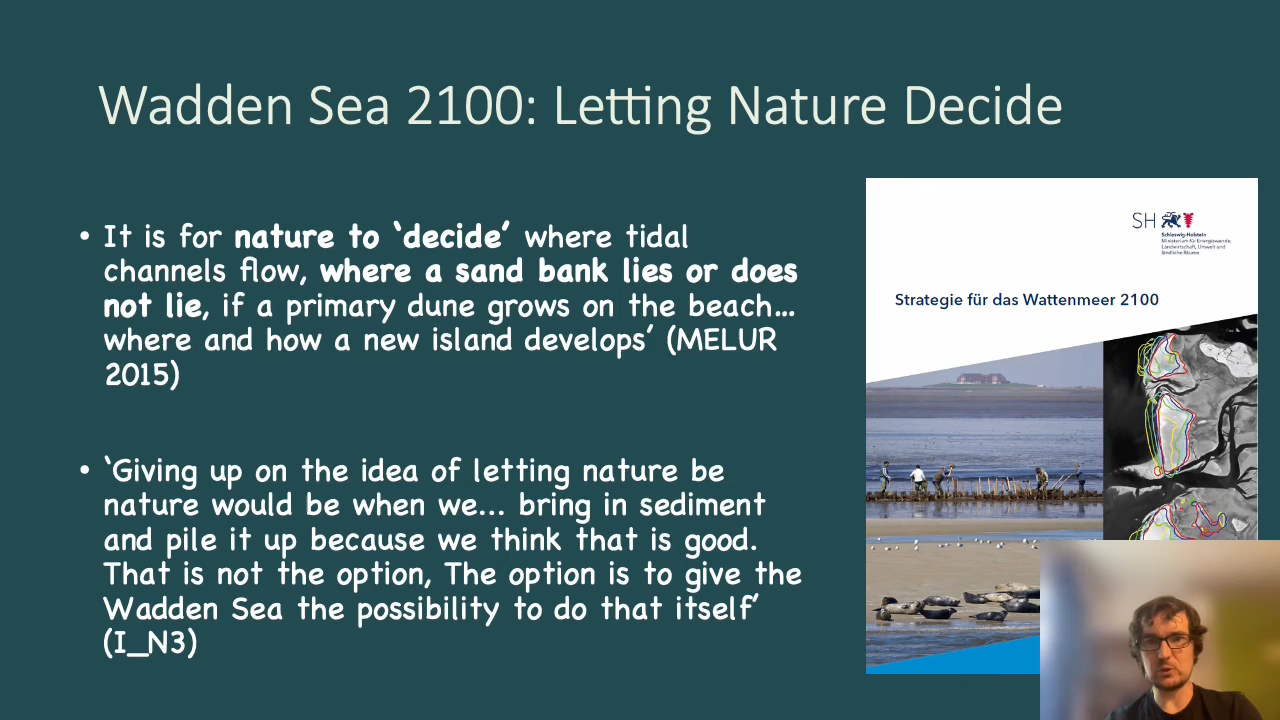 Wadden Sea 2100: Letting Nature Decide
• It is for nature to ‘decide’ where tidal
channels flow, where a sand bank lies or does
not lie, if a primary dune grows on the beach…
where and how a new island develops’ (MELUR
2015)
• ‘Giving up on the idea of letting nature be
nature would be when we… bring in sediment
and pile it up because we think that is good.
That is not the option, The option is to give the
Wadden Sea the possibility to do that itself’
(I_N3)
SH
Schleswig-Holstein
Ministerium für Energiewende,
Landwirtschaft, Umwelt und
ländliche Räume
Strategie für das Wattenmeer 2100